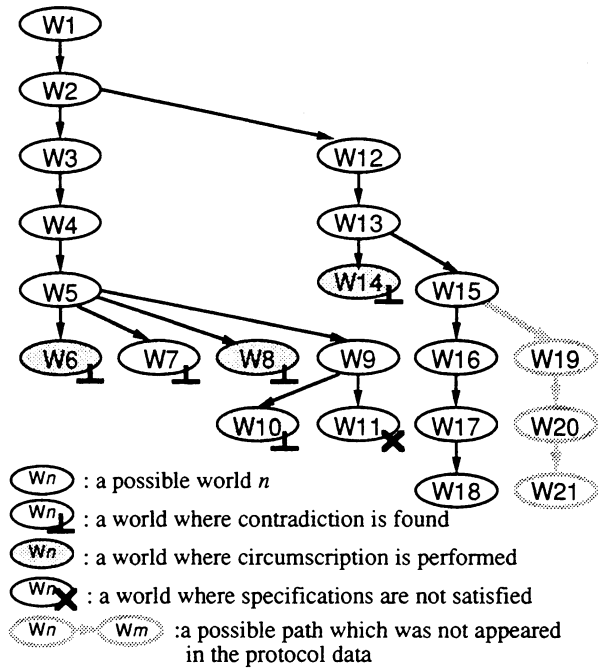 W1
W2
W3
W12
W4
W13
W14
W5
W15
W6
W7
W8
W9
W16
W19
W10
W11
W17
W20
W18
W21
Wn : a possible world n
Wn : a world where contradiction is found
Wn : a world where circumscription is performed
Wn : a world where specifications are not satisfied
Wn Wm :a possible path which was not appeared
in the protocol data